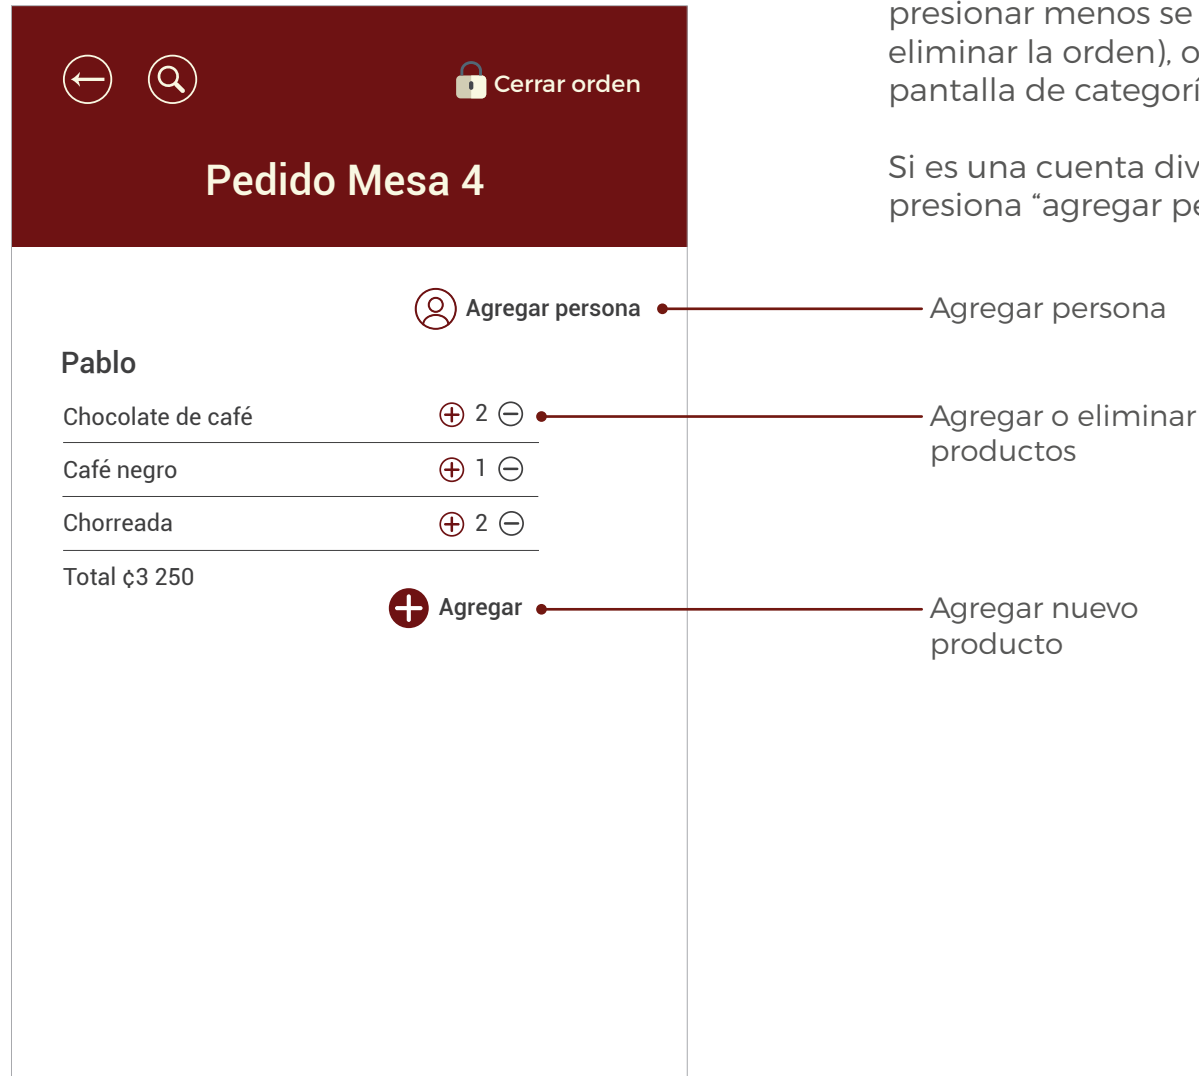 Cerrar orden
Pedido Mesa 4
Agregar persona
Pablo
Chocolate de café 2
Café negro 1
Chorreada 2
Total ¢3 250
Agregar
presionar menos se
eliminar la orden), o
pantalla de categorí
Si es una cuenta div
presiona “agregar pe
Agregar persona
Agregar o eliminar
productos
Agregar nuevo
producto